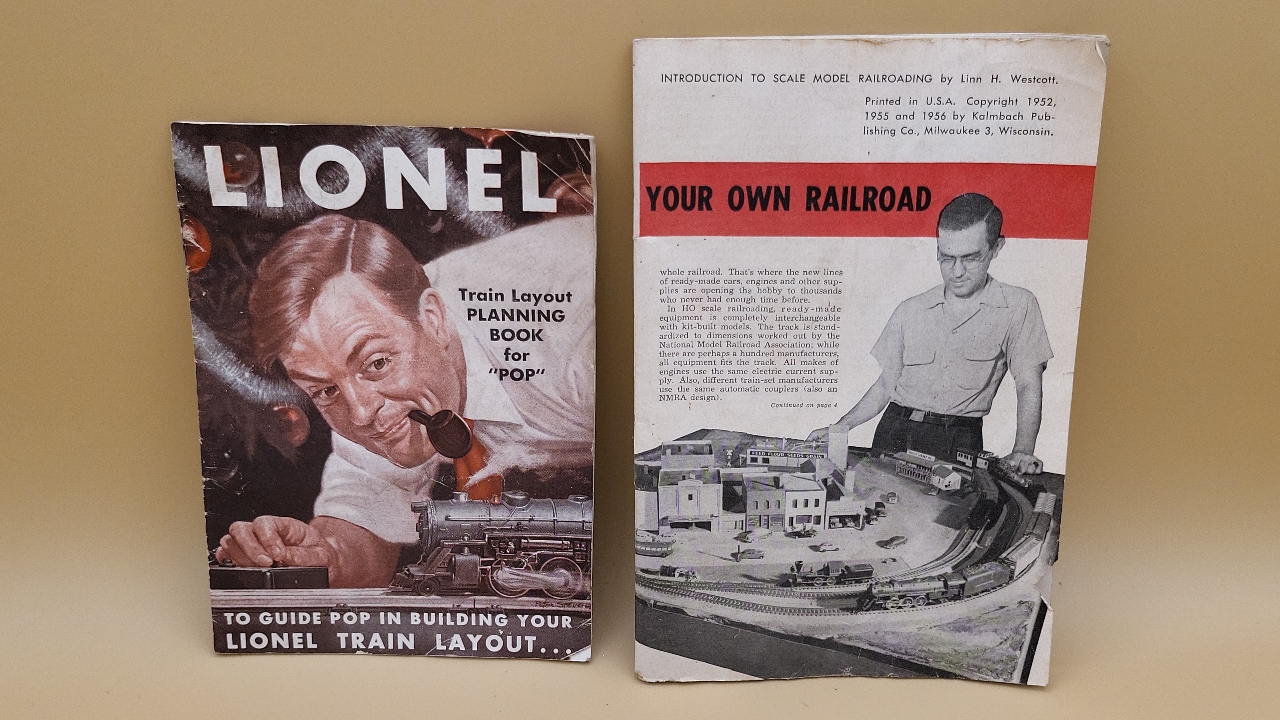 LIONEL
Train Layout
PLANNING
BOOK
for
"POP"
TO GUIDE POP IN BUILDING YOUR
LIONEL TRAIN LAYOUT...
INTRODUCTION TO SCALE MODEL RAILROADING by Linn H. Westcott.
Printed in U.S.A. Copyright 1952,
1955 and 1956 by Kalmbach Pub-
lishing Co., Milwaukee 3, Wisconsin.
YOUR OWN RAILROAD
whole railroad. That's where the new lines
of ready-made cars, engines and other sup-
plies are opening the hobby to thousands
who never had enough time before.
In HO scale railroading, ready-made
equipment is completely interchangeable
with kit-built models. The track is stand-
ardized to dimensions worked out by the
National Model Railroad Association; while
there are perhaps a hundred manufacturers,
all equipment fits the track. All makes of
engines use the same electric current sup-
ply. Also, different train-set manufacturers
use the same automatic couplers (also an
NMRA design).
Continued on page 4
FEED FLOUR SEEDS GRAIN